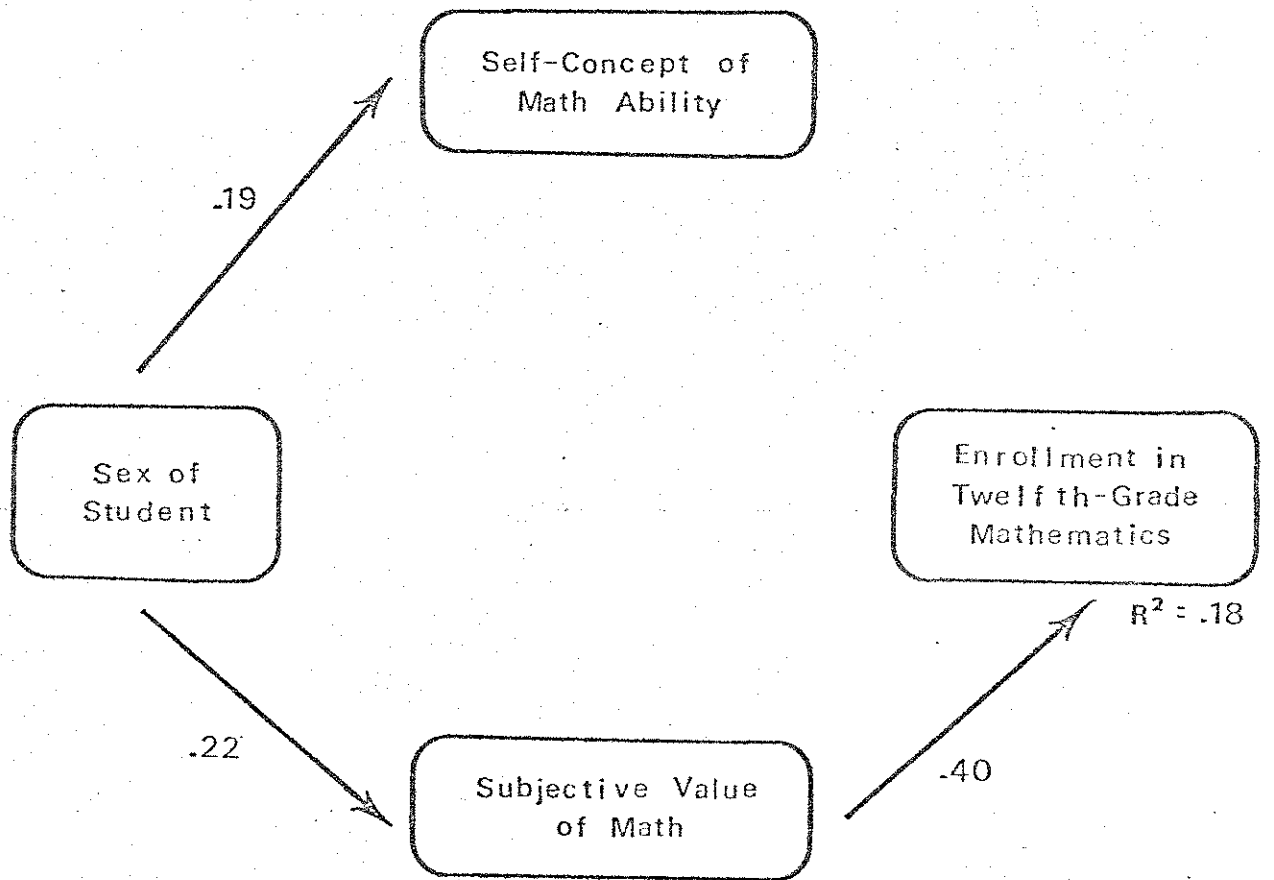 Self-Concept of
Math Ability
.19
Sex of
Student
Enrollment in
Twelfth-Grade
Mathematics
R² = .18
.22
.40
Subjective Value
of Math